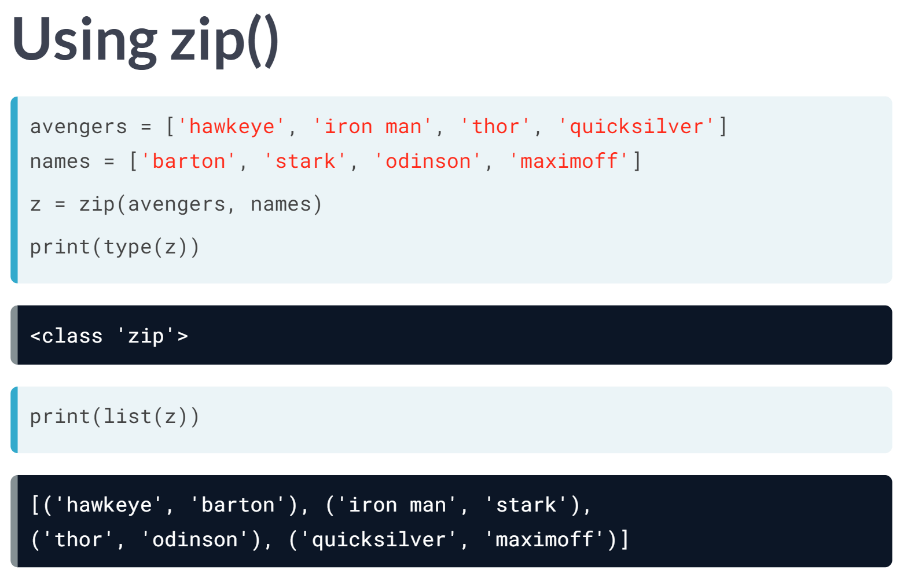 Using zip()
avengers = ['hawkeye', 'iron man', 'thor', 'quicksilver']
names = ['barton', 'stark', 'odinson', 'maximoff']
z = zip(avengers, names)
print(type(z))
<class 'zip'>
print(list(z))
[('hawkeye', 'barton'), ('iron man', 'stark'),
('thor', 'odinson'), ('quicksilver', 'maximoff')]